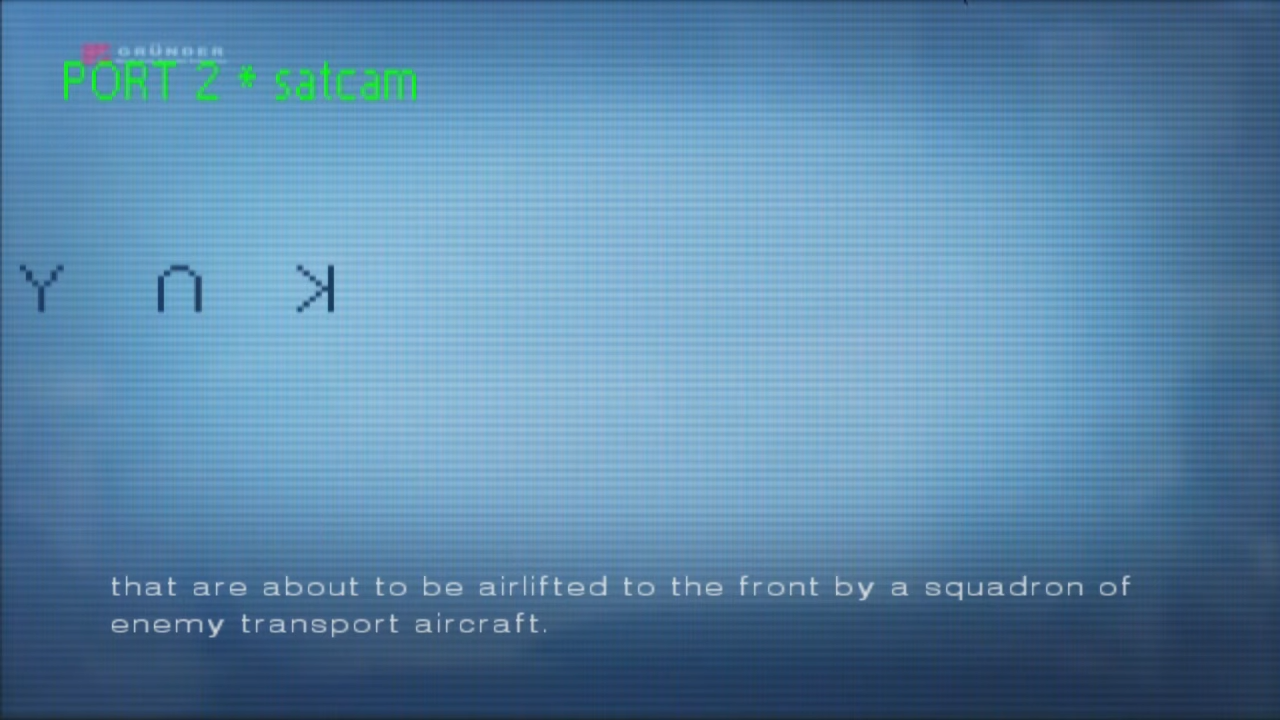 GRÜNDER
PORT 2 * satcam
Y U K
that are about to be airlifted to the front by a squadron of
enemy transport aircraft.